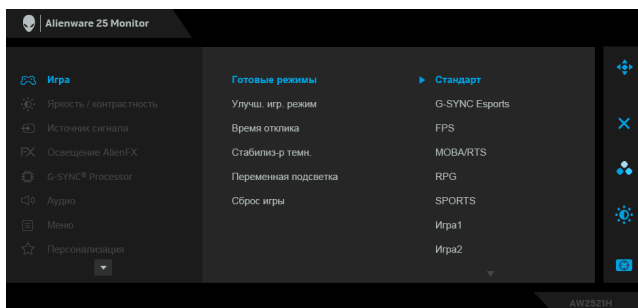 Alienware 25 Monitor
Игра Готовые режимы Стандарт
Яркость / контрастность Улучш. игр. режим G-SYNC Esports
Источник сигнала Время отклика FPS
FX Освещение AlienFX Стабилиз-р темн. MOBA/RTS
G-SYNC® Processor Переменная подсветка RPG
Аудио Сброс игры SPORTS
Меню Игра1
Персонализация Игра2
AW2521H